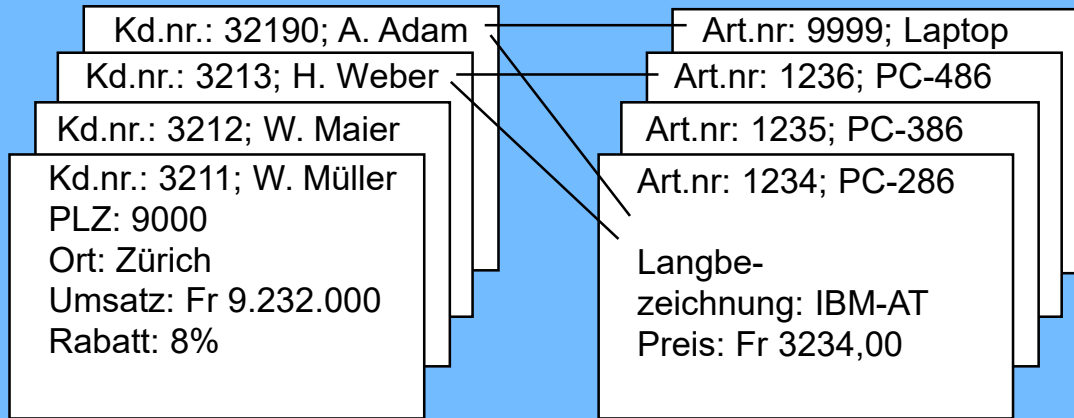 Kd.nr.: 32190; A. Adam
Kd.nr.: 3213; H. Weber
Kd.nr.: 3212; W. Maier
Kd.nr.: 3211; W. Müller
PLZ: 9000
Ort: Zürich
Umsatz: Fr 9.232.000
Rabatt: 8%
Art.nr: 9999; Laptop
Art.nr: 1236; PC-486
Art.nr: 1235; PC-386
Art.nr: 1234; PC-286
Langbe-
zeichnung: IBM-AT
Preis: Fr 3234,00